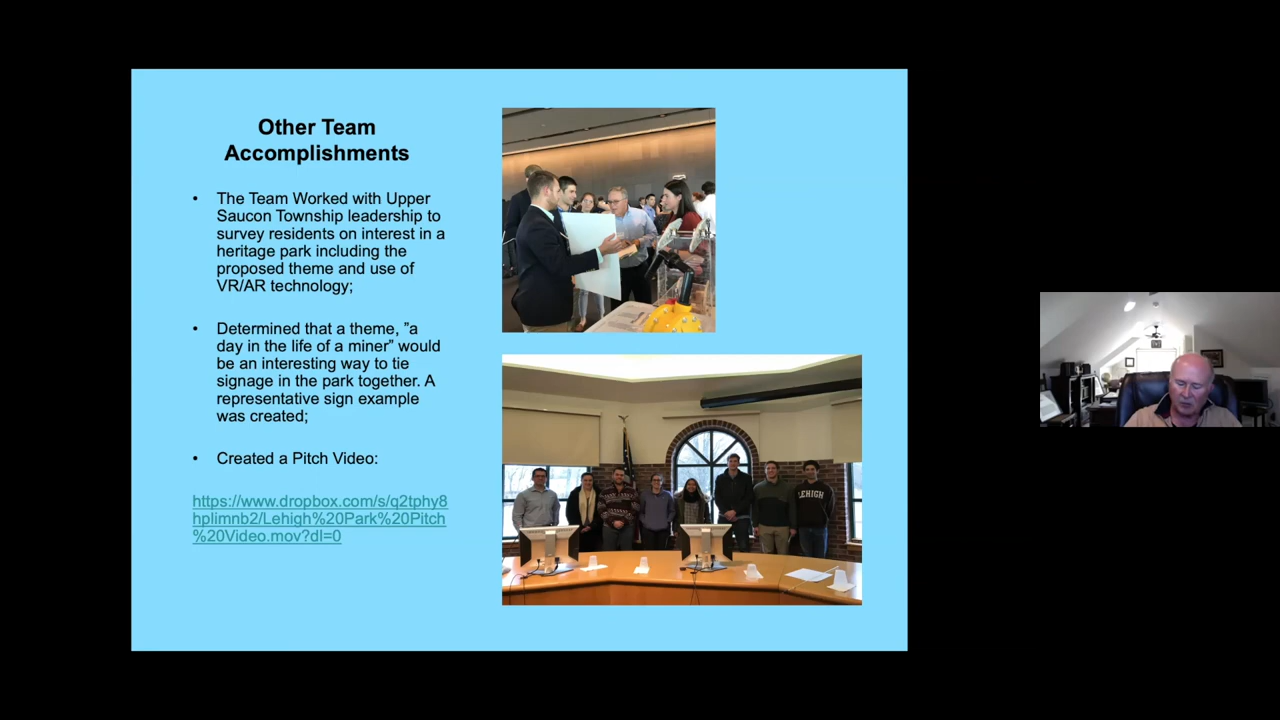 Other Team
Accomplishments
• The Team Worked with Upper
Saucon Township leadership to
survey residents on interest in a
heritage park including the
proposed theme and use of
VR/AR technology;
• Determined that a theme, ”a
day in the life of a miner” would
be an interesting way to tie
signage in the park together. A
representative sign example
was created;
• Created a Pitch Video:
https://www.dropbox.com/s/q2tphy8
hplimnb2/Lehigh%20Park%20Pitch
%20Video.mov?dl=0
LEHIGH